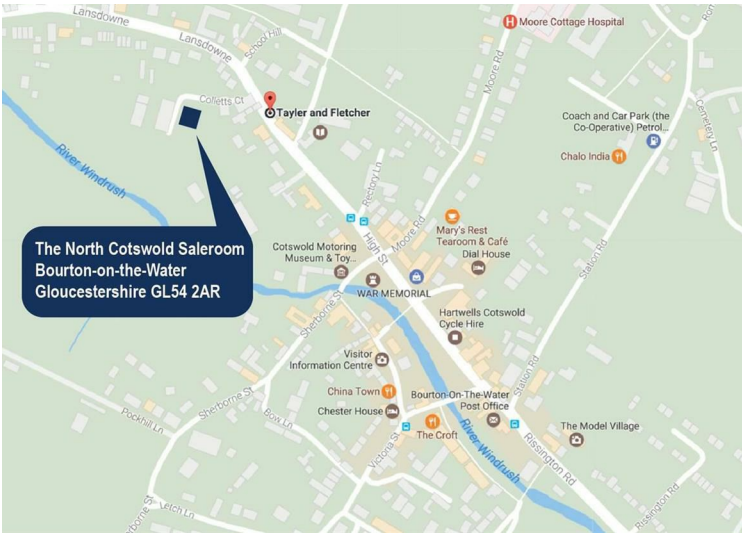 Lansdowne
Lansdowne
School Hill
Colletts Ct
Tayler and Fletcher
River Windrush
The North Cotswold Saleroom
Bourton-on-the-Water
Gloucestershire GL54 2AR
H Moore Cottage Hospital
Moore Rd
Coach and Car Park (the
Co-Operative) Petrol...
Chalo India
Cemetery Ln
Rectory Ln
High St
Moore Rd
Mary's Rest
Tearoom & Café
Dial House
Cotswold Motoring
Museum & Toy...
WAR MEMORIAL
Station Rd
Hartwells Cotswold
Cycle Hire
Sherborne St
Visitor
Information Centre
China Town
Chester House
Bourton-On-The-Water
Post Office
The Croft
Station Rd
The Model Village
Pockhill Ln
Sherborne St
Bow Ln
Victoria St
River Windrush
Rissington Rd
Rissington Rd
Letch Ln